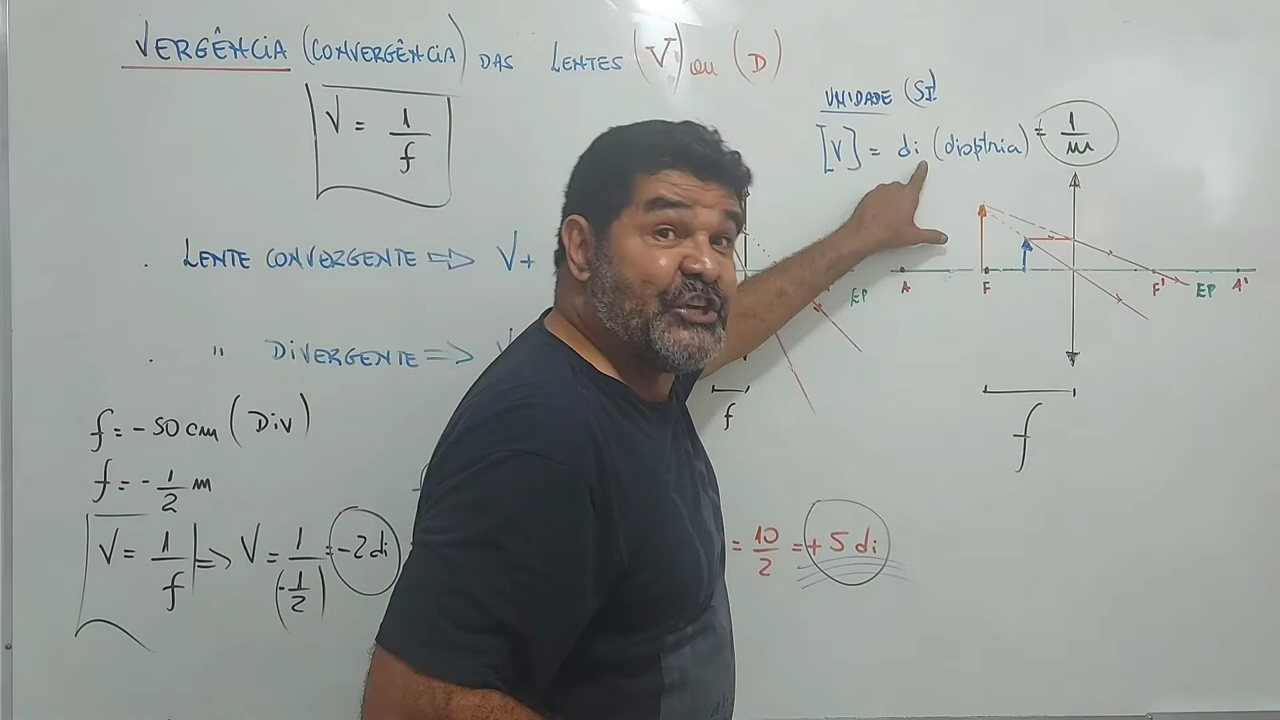 VERGÊNCIA (CONVERGÊNCIA) DAS LENTES (V) ou (D)
V = 1/f
UNIDADE (SI)
[V] = di (dioptria) = 1/m
. LENTE CONVERGENTE ⇒ V+
. " DIVERGENTE ⇒ V
EP
A F F' EP A'
f
f
f = -50 cm (Div)
f = -1/2 m
V = 1/f ⇒ V = 1/(-1/2) = -2 di
= 10/2 = +5 di